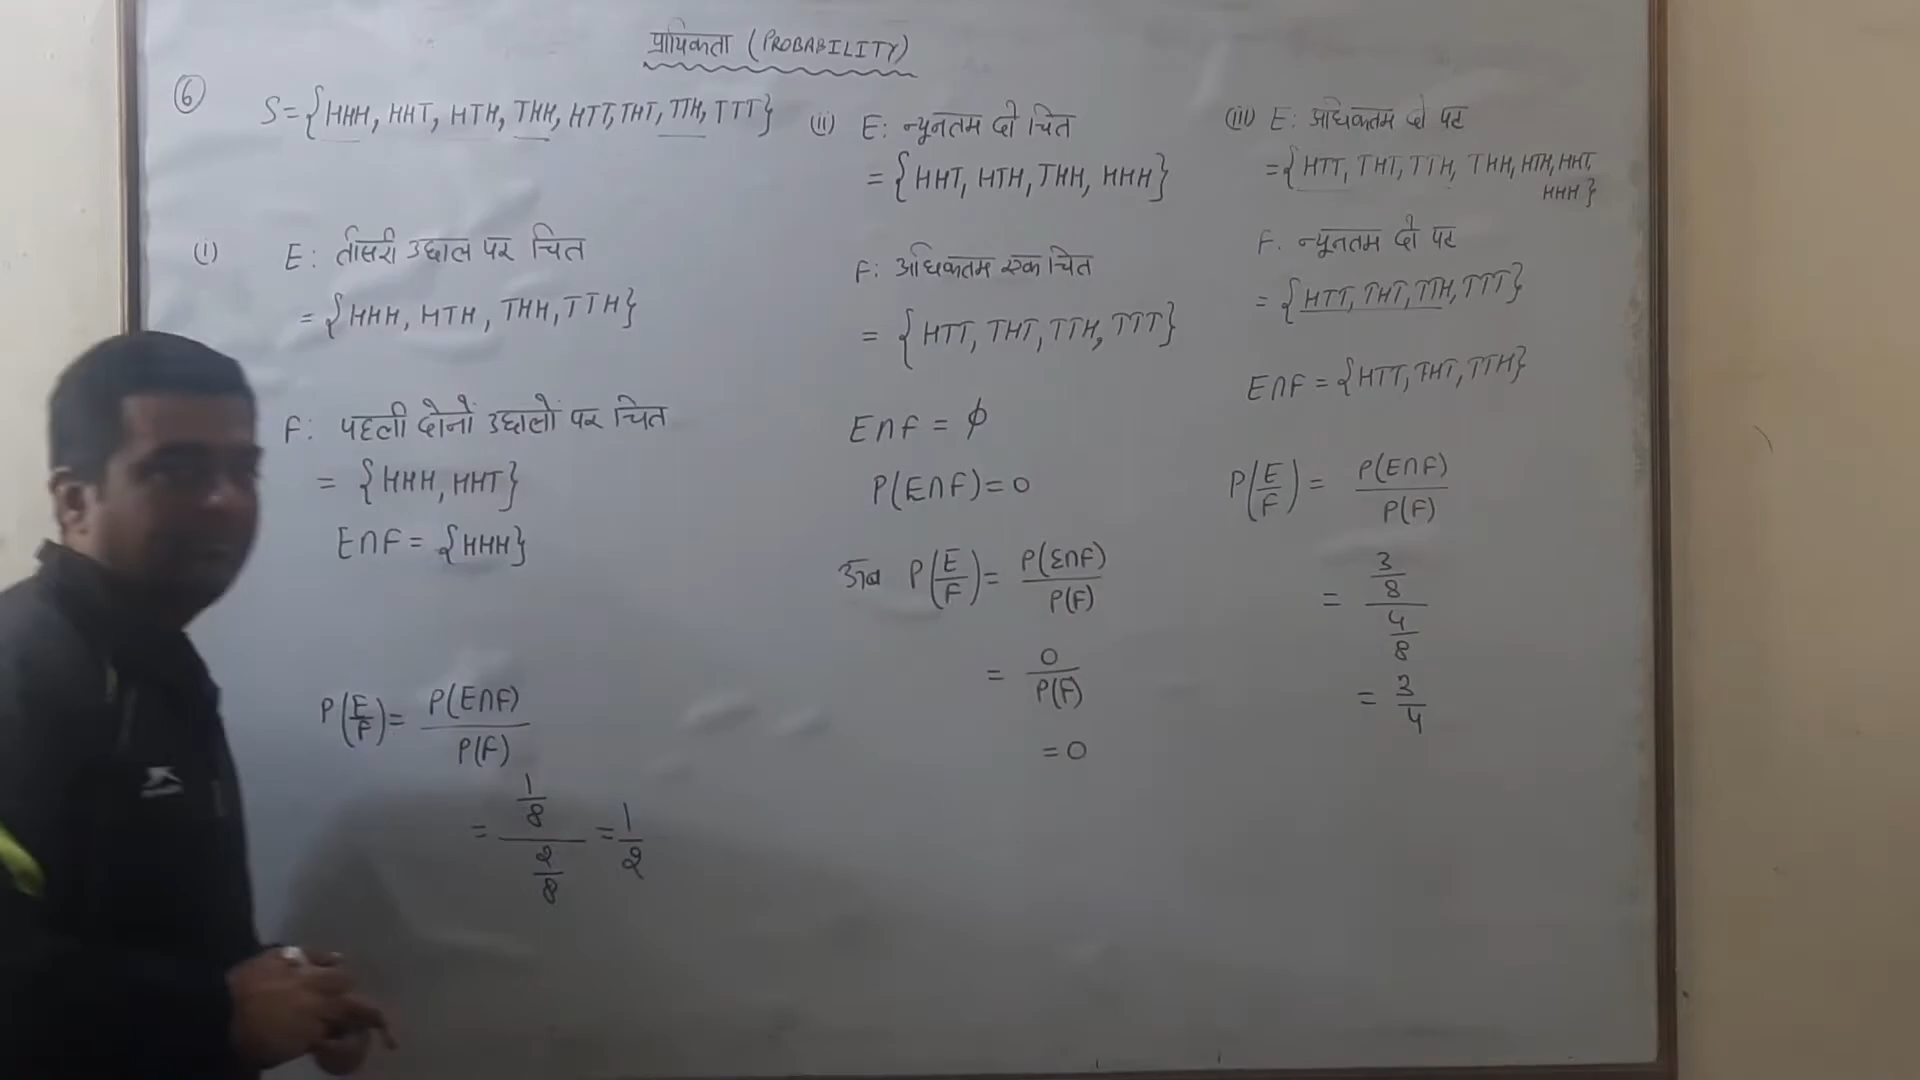 प्रायिकता (PROBABILITY)
⑥ S = {HHH, HHT, HTH, THH, HTT, THT, TTH, TTT}
(i) E: तीसरी उछाल पर चित
= {HHH, HTH, THH, TTH}
F: पहली दोनों उछालों पर चित
= {HHH, HHT}
E∩F = {HHH}
P(E/F) = P(E∩F)/P(F)
= (1/8)/(2/8) = 1/2
(ii) E: न्यूनतम दो चित
= {HHT, HTH, THH, HHH}
F: अधिकतम एक चित
= {HTT, THT, TTH, TTT}
E∩F = ϕ
P(E∩F) = 0
अब P(E/F) = P(E∩F)/P(F)
= 0/P(F)
= 0
(iii) E: अधिकतम दो पट
= {HTT, THT, TTH, THH, HTH, HHT,
HHH}
F. न्यूनतम दो पट
= {HTT, THT, TTH, TTT}
E∩F = {HTT, THT, TTH}
P(E/F) = P(E∩F)/P(F)
= (3/8)/(4/8)
= 3/4